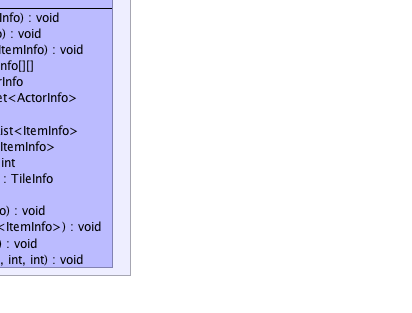 Info) : void
o) : void
ItemInfo) : void
nfo[][]
rInfo
et<ActorInfo>
ist<ItemInfo>
ItemInfo>
int
: TileInfo
o) : void
<ItemInfo>) : void
) : void
, int, int) : void